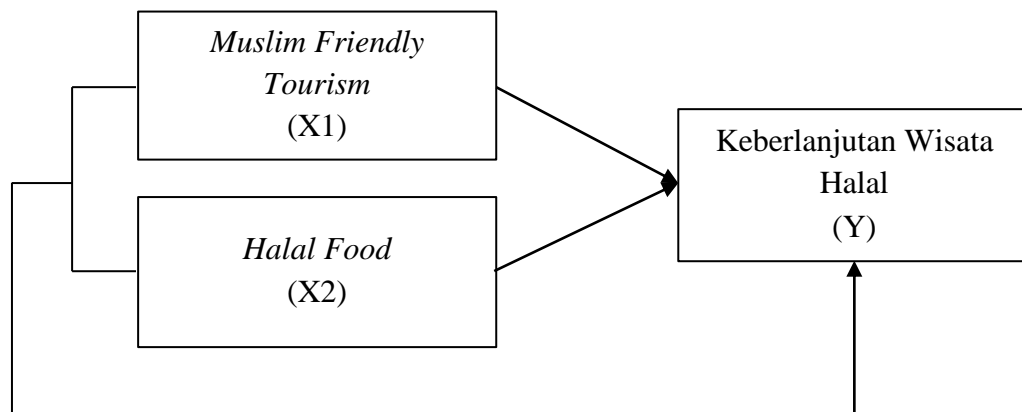 Muslim Friendly
Tourism
(X1)
Keberlanjutan Wisata
Halal
(Y)
Halal Food
(X2)